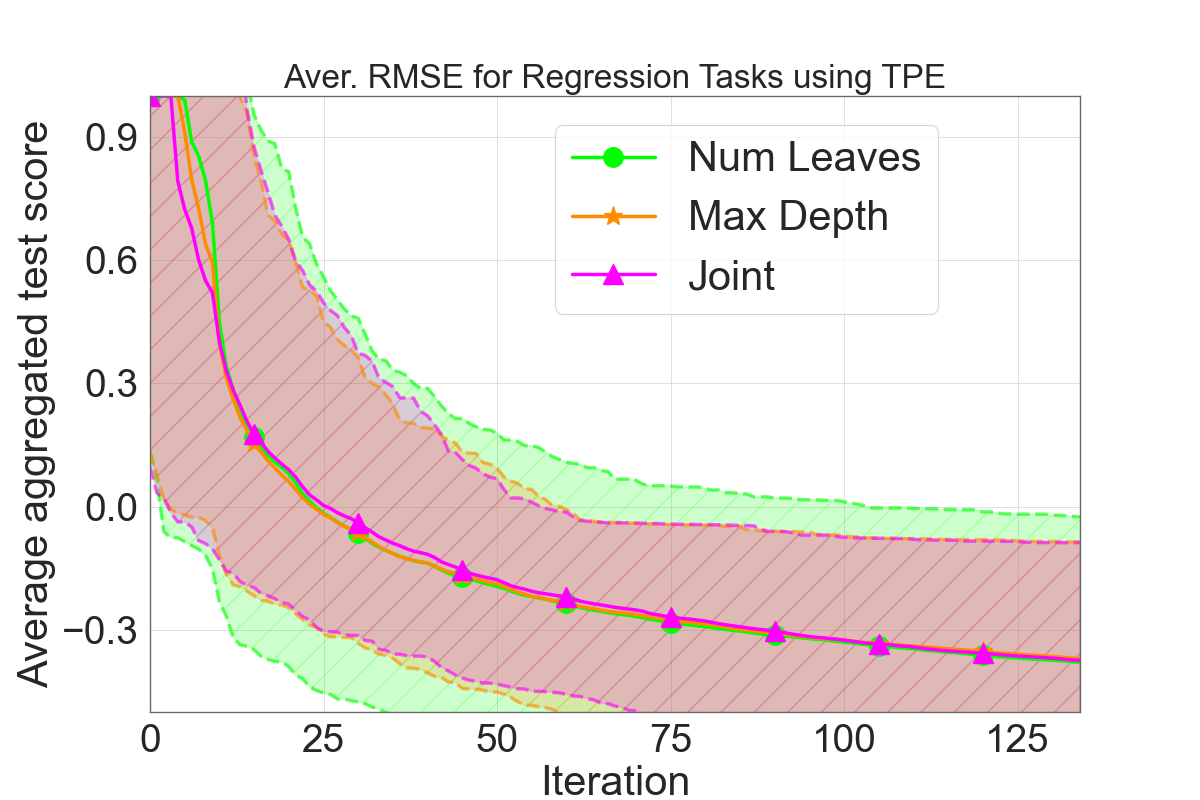 Aver. RMSE for Regression Tasks using TPE
Average aggregated test score
0.9
0.6
0.3
0.0
−0.3
Num Leaves
Max Depth
Joint
0 25 50 75 100 125
Iteration